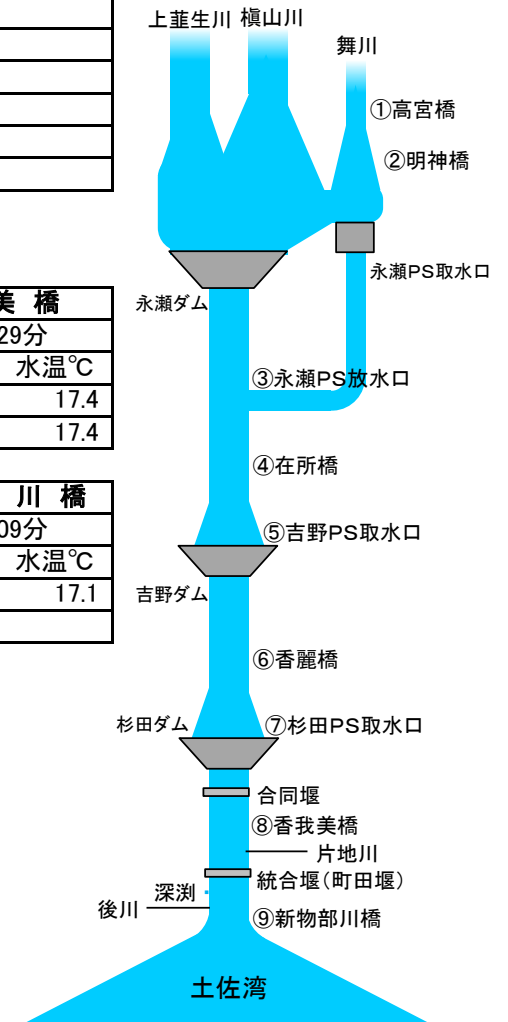 上韮生川 槇山川
舞川
①高宮橋
②明神橋
永瀬PS取水口
永瀬ダム
美 橋
29分
水温℃
17.4
17.4
③永瀬PS放水口
④在所橋
川 橋
09分
水温℃
17.1
⑤吉野PS取水口
吉野ダム
⑥香麗橋
杉田ダム
⑦杉田PS取水口
合同堰
⑧香我美橋
片地川
統合堰(町田堰)
深渕
後川
⑨新物部川橋
土佐湾